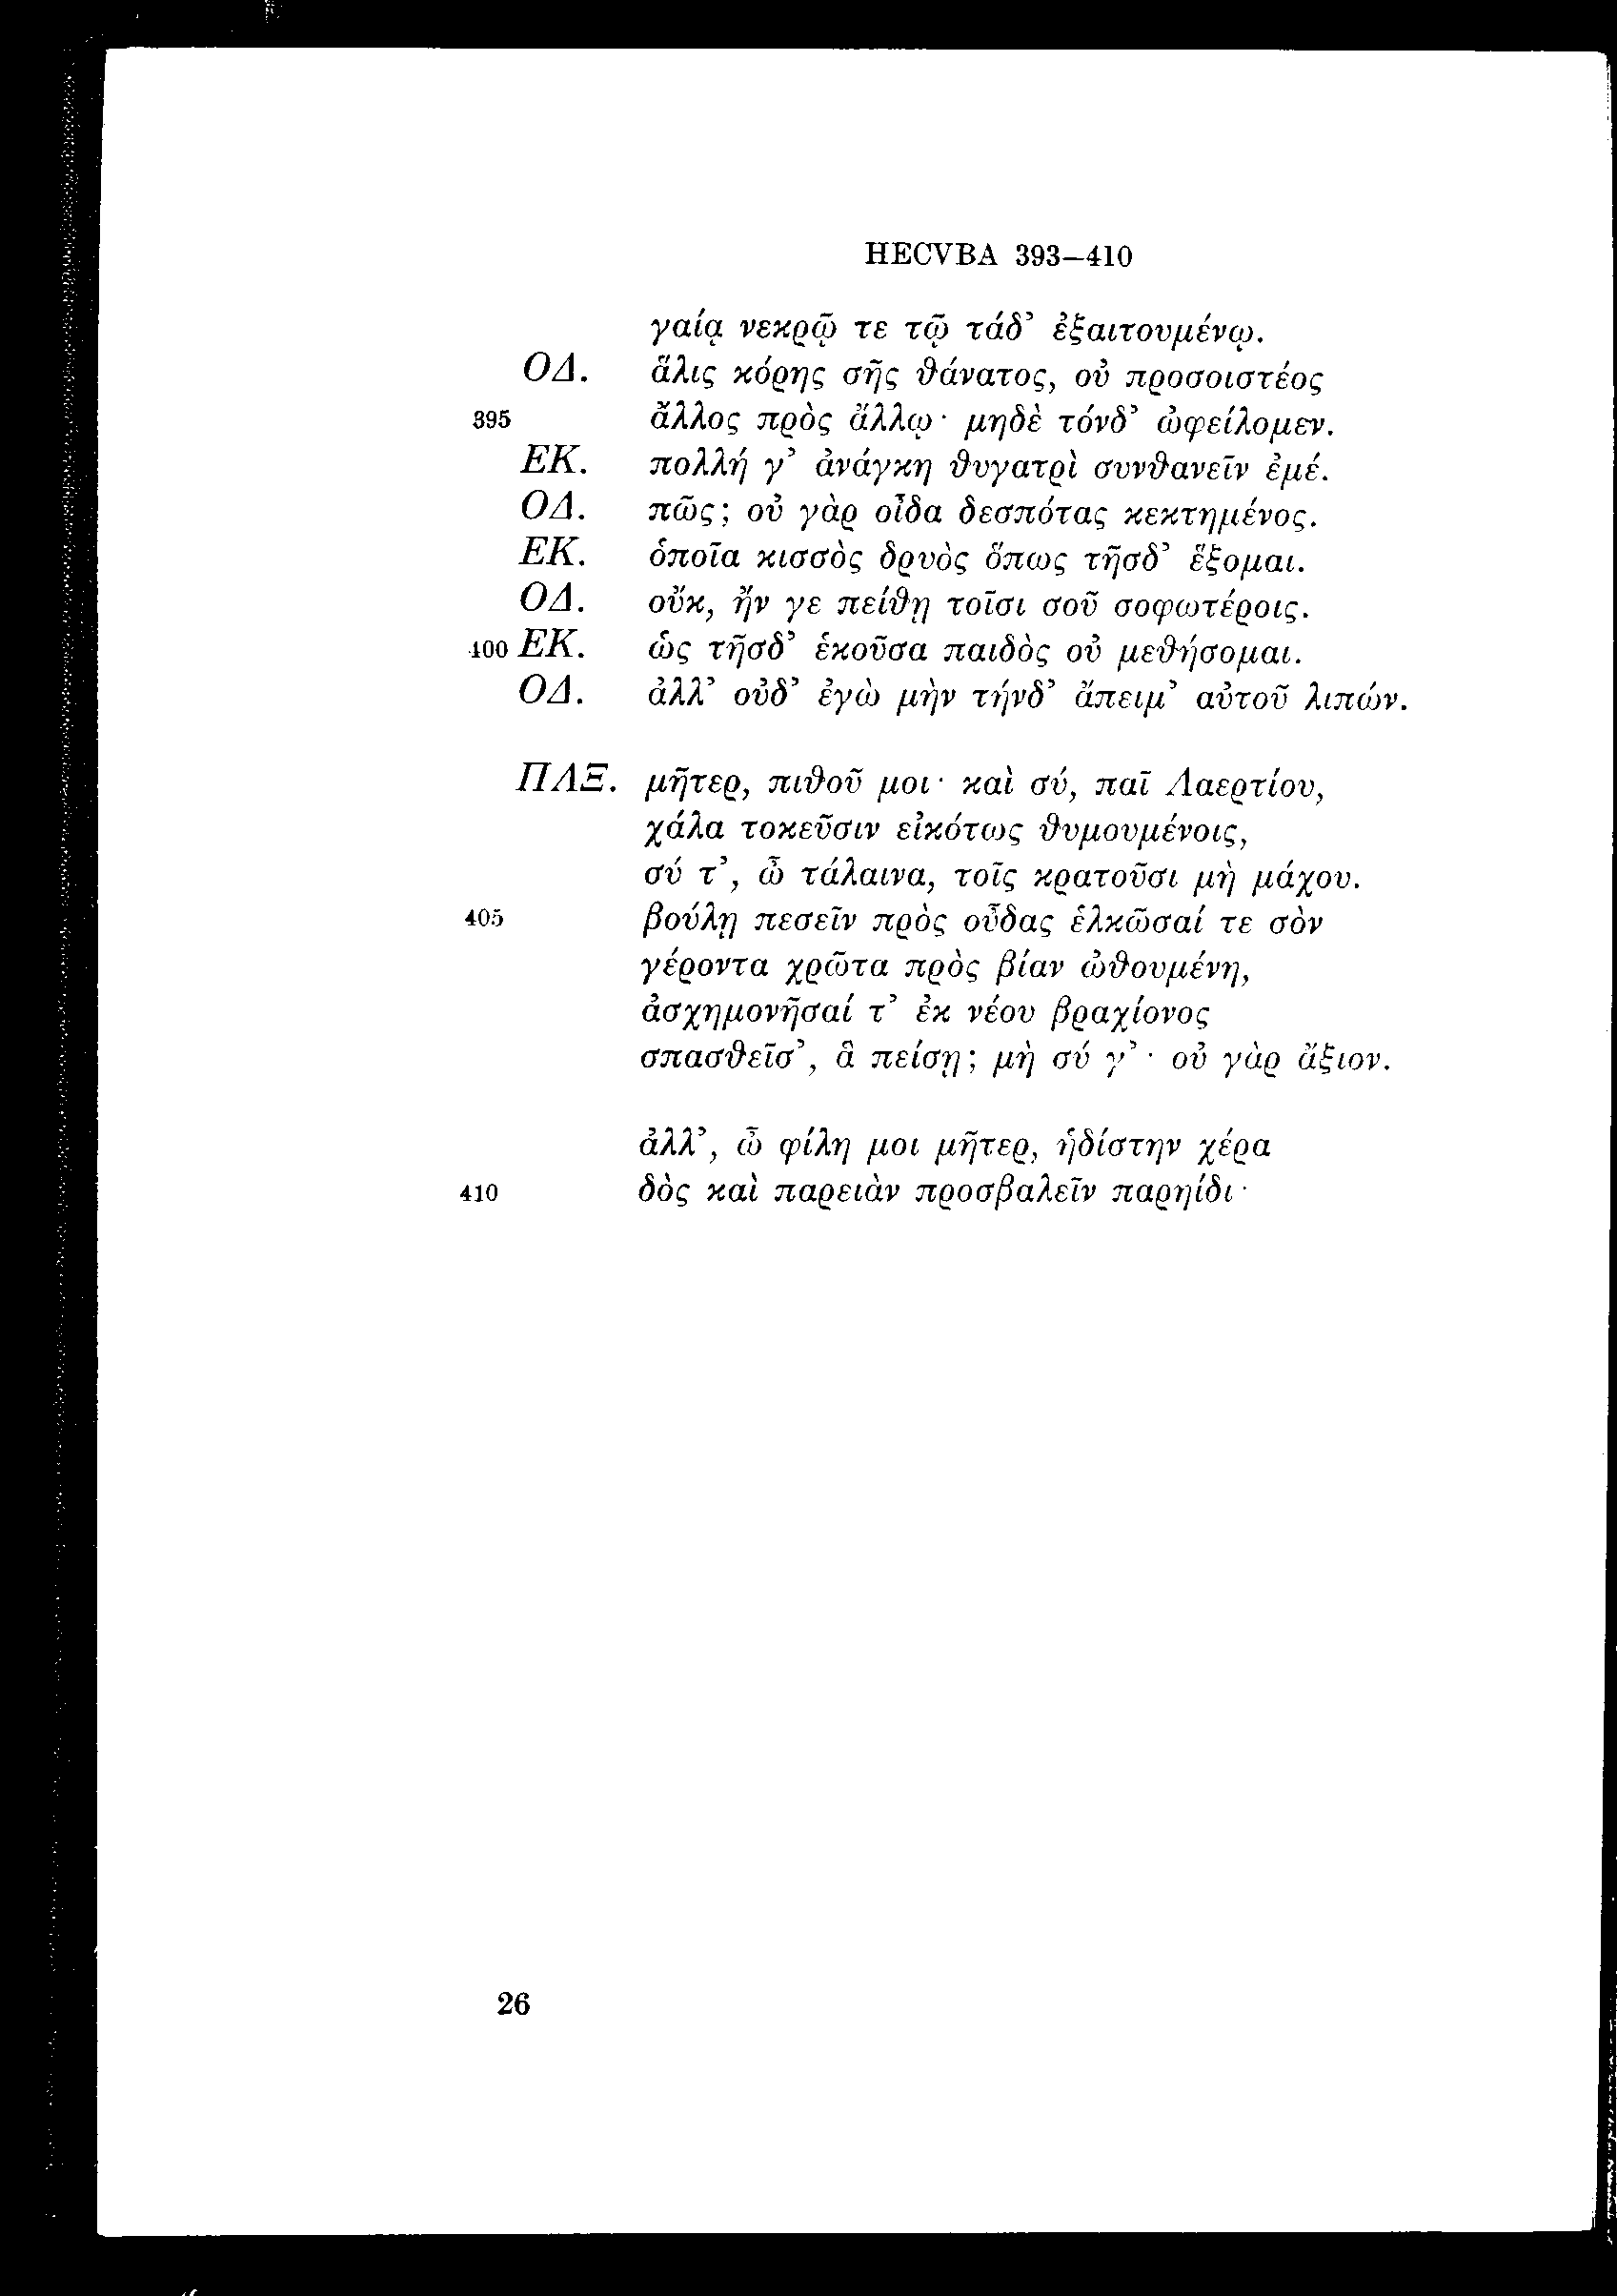 HECVBA 393–410
γαίᾳ νεκρῷ τε τῷ τάδ’ ἐξαιτουμένῳ.
ΟΔ. ἅλις κόρης σῆς θάνατος, οὐ προσοιστέος
395 ἄλλος πρὸς ἄλλῳ· μηδὲ τόνδ’ ὠφείλομεν.
ΕΚ. πολλή γ’ ἀνάγκη θυγατρὶ συνθανεῖν ἐμέ.
ΟΔ. πῶς; οὐ γὰρ οἶδα δεσπότας κεκτημένος.
ΕΚ. ὁποῖα κισσὸς δρυὸς ὅπως τῆσδ’ ἕξομαι.
ΟΔ. οὔκ, ἤν γε πείθῃ τοῖσι σοῦ σοφωτέροις.
400 ΕΚ. ὡς τῆσδ’ ἑκοῦσα παιδὸς οὐ μεθήσομαι.
ΟΔ. ἀλλ’ οὐδ’ ἐγὼ μὴν τήνδ’ ἄπειμ’ αὐτοῦ λιπών.
ΠΛΞ. μῆτερ, πιθοῦ μοι· καὶ σύ, παῖ Λαερτίου,
χάλα τοκεῦσιν εἰκότως θυμουμένοις,
σύ τ’, ὦ τάλαινα, τοῖς κρατοῦσι μὴ μάχου.
405 βούλῃ πεσεῖν πρὸς οὖδας ἑλκῶσαί τε σὸν
γέροντα χρῶτα πρὸς βίαν ὠθουμένη,
ἀσχημονῆσαί τ’ ἐκ νέου βραχίονος
σπασθεῖσ’, ἃ πείσῃ; μὴ σύ γ’· οὐ γὰρ ἄξιον.
ἀλλ’, ὦ φίλη μοι μῆτερ, ἡδίστην χέρα
410 δὸς καὶ παρειὰν προσβαλεῖν παρηίδι·
26